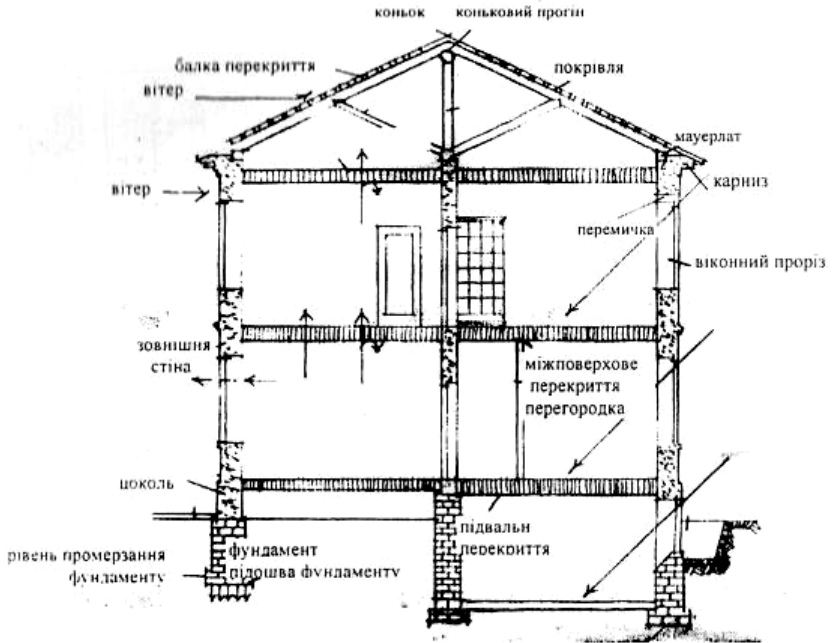 коньок коньковий прогін
балка перекриття
покрівля
вітер
мауерлат
вітер
карниз
перемичка
віконний проріз
зовнішня
стіна
міжповерхове
перекриття
перегородка
цоколь
підвальн
перекриття
рівень промерзання
фундаменту
фундамент
підошва фундаменту